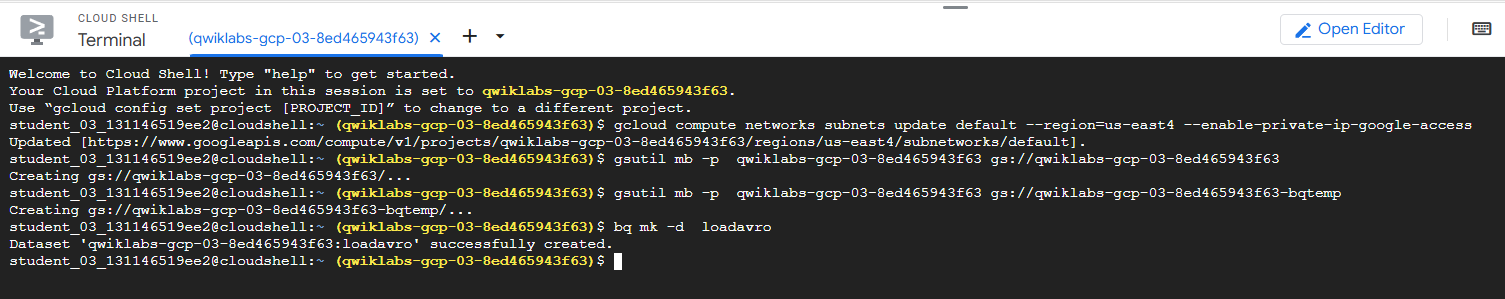 CLOUD SHELL
Terminal
(qwiklabs-gcp-03-8ed465943f63)
Open Editor
Welcome to Cloud Shell! Type "help" to get started.
Your Cloud Platform project in this session is set to qwiklabs-gcp-03-8ed465943f63.
Use “gcloud config set project [PROJECT_ID]” to change to a different project.
student_03_131146519ee2@cloudshell:~ (qwiklabs-gcp-03-8ed465943f63)$ gcloud compute networks subnets update default --region=us-east4 --enable-private-ip-google-access
Updated [https://www.googleapis.com/compute/v1/projects/qwiklabs-gcp-03-8ed465943f63/regions/us-east4/subnetworks/default].
student_03_131146519ee2@cloudshell:~ (qwiklabs-gcp-03-8ed465943f63)$ gsutil mb -p  qwiklabs-gcp-03-8ed465943f63 gs://qwiklabs-gcp-03-8ed465943f63
Creating gs://qwiklabs-gcp-03-8ed465943f63/...
student_03_131146519ee2@cloudshell:~ (qwiklabs-gcp-03-8ed465943f63)$ gsutil mb -p  qwiklabs-gcp-03-8ed465943f63 gs://qwiklabs-gcp-03-8ed465943f63-bqtemp
Creating gs://qwiklabs-gcp-03-8ed465943f63-bqtemp/...
student_03_131146519ee2@cloudshell:~ (qwiklabs-gcp-03-8ed465943f63)$ bq mk -d  loadavro
Dataset 'qwiklabs-gcp-03-8ed465943f63:loadavro' successfully created.
student_03_131146519ee2@cloudshell:~ (qwiklabs-gcp-03-8ed465943f63)$